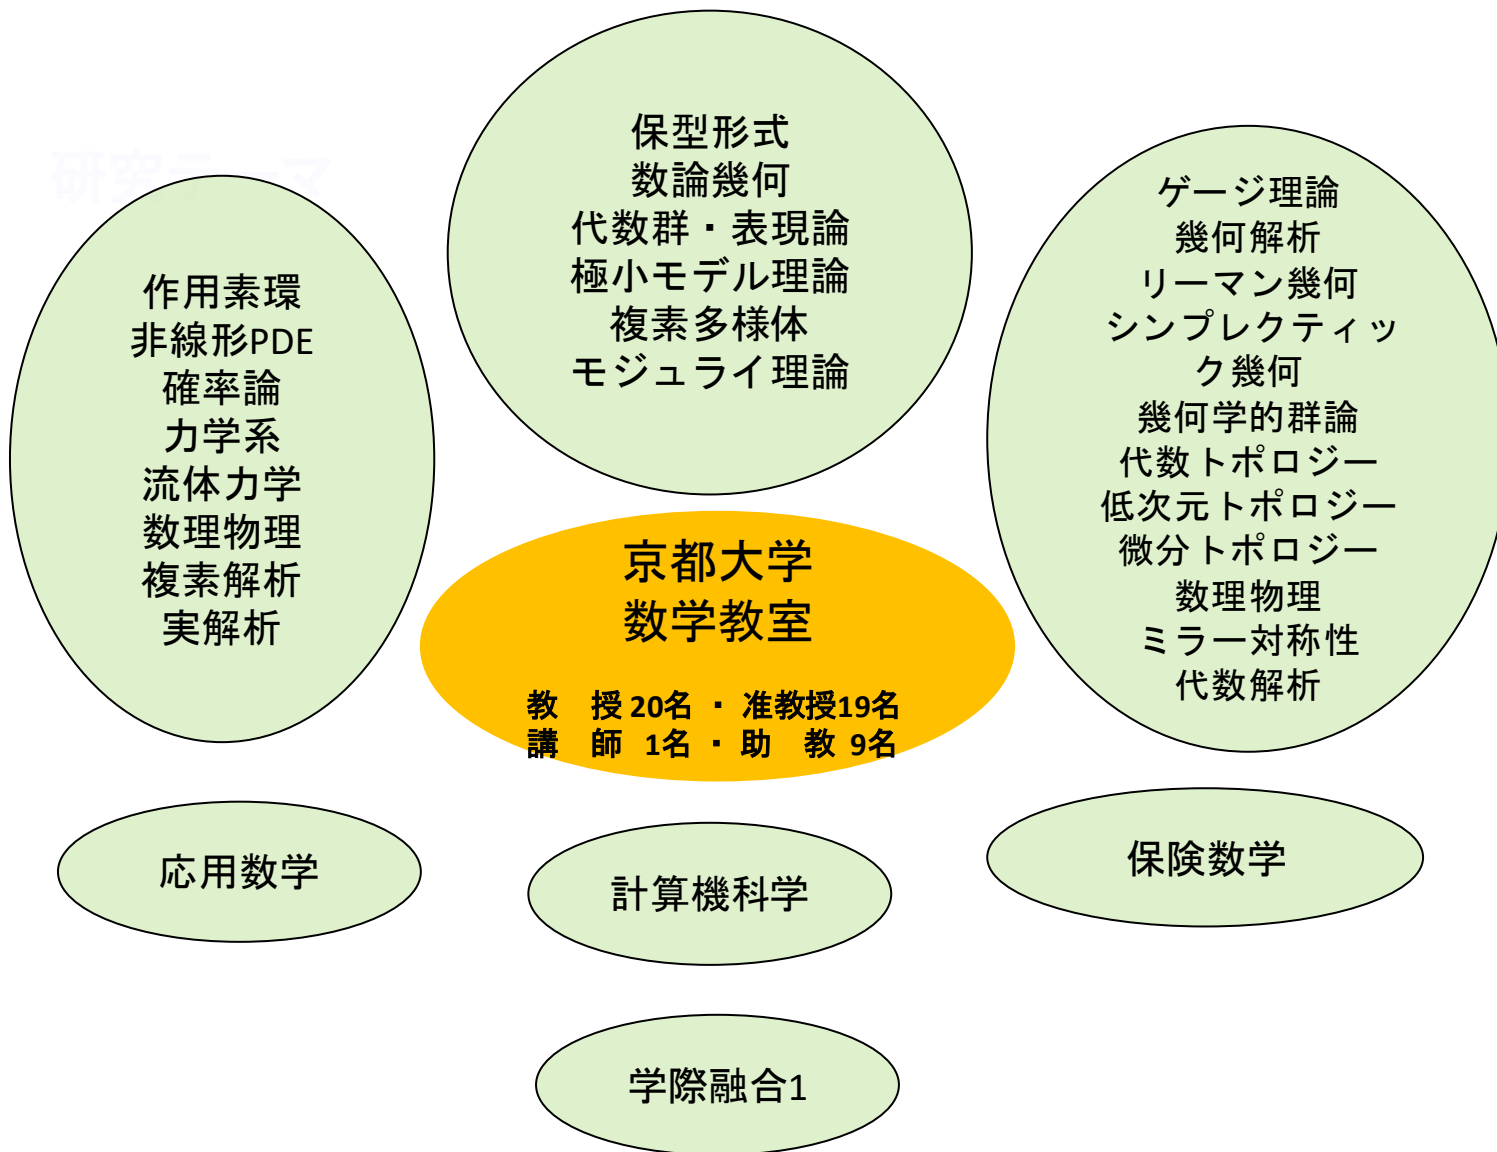 研究テーマ
保型形式
数論幾何
代数群・表現論
極小モデル理論
複素多様体
モジュライ理論
作用素環
非線形PDE
確率論
力学系
流体力学
数理物理
複素解析
実解析
ゲージ理論
幾何解析
リーマン幾何
シンプレクティッ
ク幾何
幾何学的群論
代数トポロジー
低次元トポロジー
微分トポロジー
数理物理
ミラー対称性
代数解析
京都大学
数学教室
教　授 20名 ・ 准教授19名
講　師 1名 ・ 助　教 9名
応用数学
計算機科学
保険数学
学際融合1